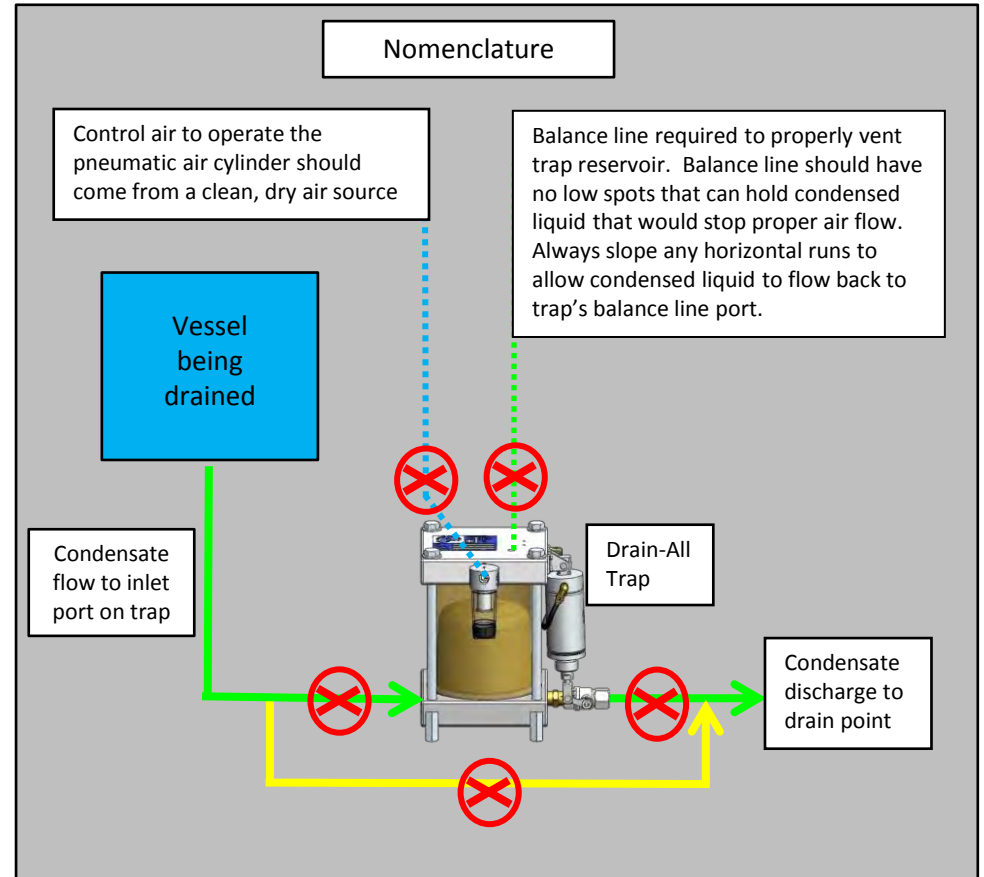 Nomenclature
Control air to operate the
pneumatic air cylinder should
come from a clean, dry air source
Balance line required to properly vent
trap reservoir.  Balance line should have
no low spots that can hold condensed
liquid that would stop proper air flow.
Always slope any horizontal runs to
allow condensed liquid to flow back to
trap’s balance line port.
Vessel
being
drained
Condensate
flow to inlet
port on trap
Drain-All
Trap
Condensate
discharge to
drain point